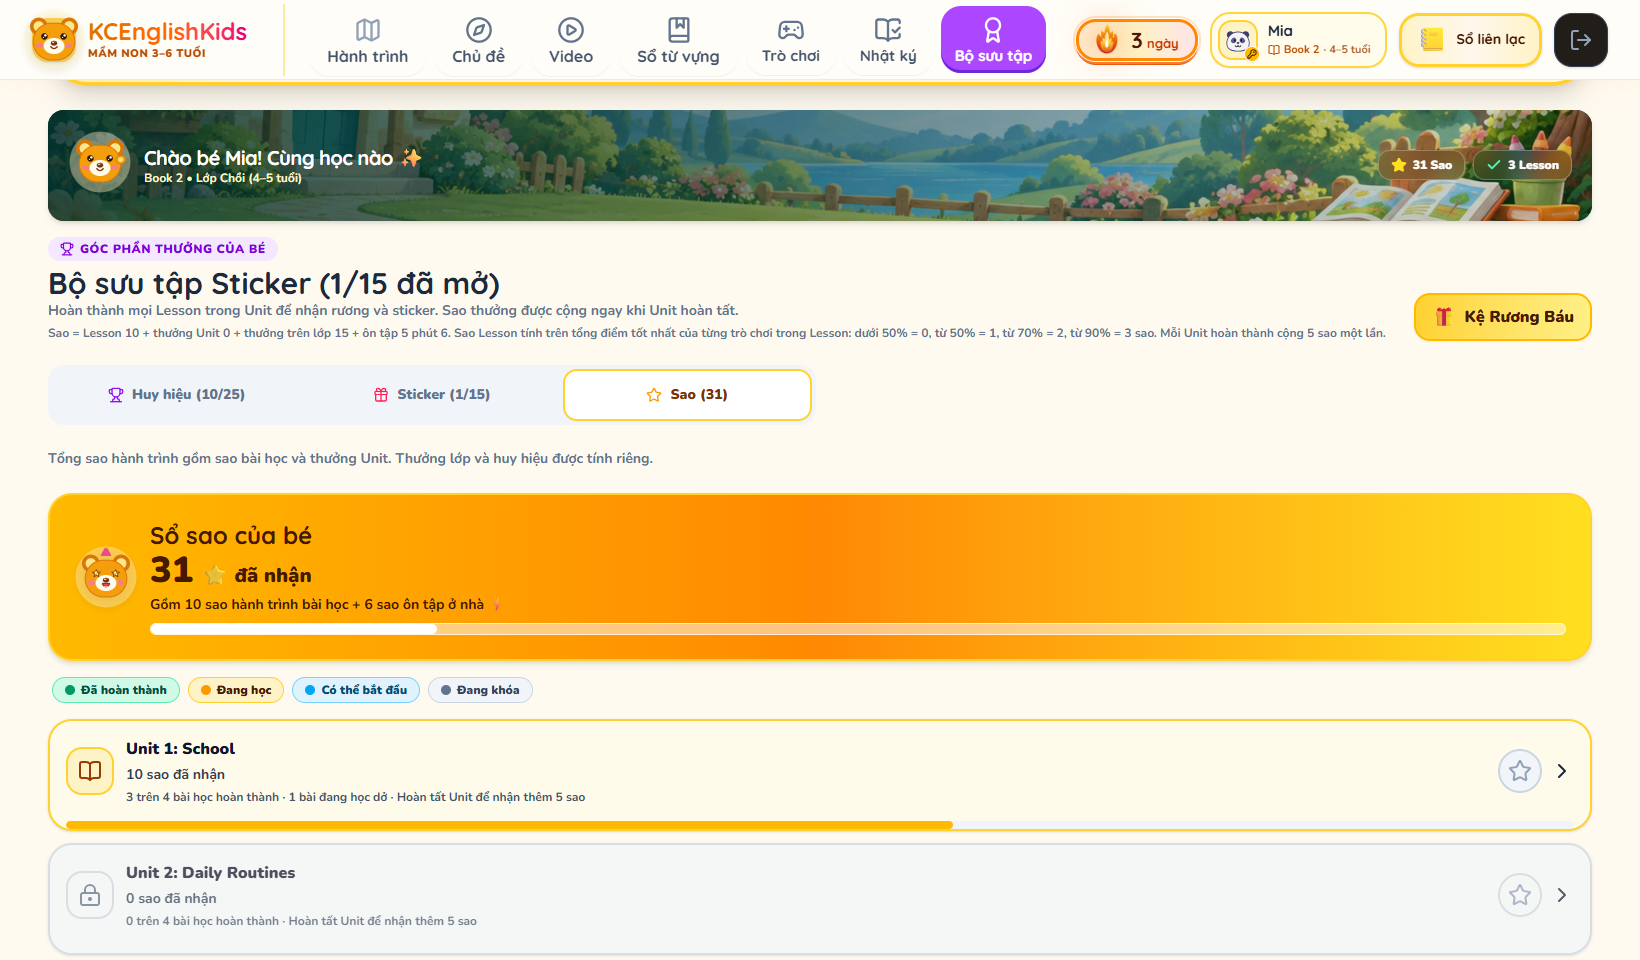 KCEnglishKids
MẦM NON 3–6 TUỔI
Hành trình
Chủ đề
Video
Sổ từ vựng
Trò chơi
Nhật ký
Bộ sưu tập
3 ngày
Mia
Book 2 · 4–5 tuổi
Sổ liên lạc
Chào bé Mia! Cùng học nào ✨
Book 2 • Lớp Chồi (4–5 tuổi)
31 Sao
3 Lesson
GÓC PHẦN THƯỞNG CỦA BÉ
Bộ sưu tập Sticker (1/15 đã mở)
Hoàn thành mọi Lesson trong Unit để nhận rương và sticker. Sao thưởng được cộng ngay khi Unit hoàn tất.
Sao = Lesson 10 + thưởng Unit 0 + thưởng trên lớp 15 + ôn tập 5 phút 6. Sao Lesson tính trên tổng điểm tốt nhất của từng trò chơi trong Lesson: dưới 50% = 0, từ 50% = 1, từ 70% = 2, từ 90% = 3 sao. Mỗi Unit hoàn thành cộng 5 sao một lần.
Kệ Rương Báu
Huy hiệu (10/25)
Sticker (1/15)
Sao (31)
Tổng sao hành trình gồm sao bài học và thưởng Unit. Thưởng lớp và huy hiệu được tính riêng.
Sổ sao của bé
31 ⭐ đã nhận
Gồm 10 sao hành trình bài học + 6 sao ôn tập ở nhà
Đã hoàn thành
Đang học
Có thể bắt đầu
Đang khóa
Unit 1: School
10 sao đã nhận
3 trên 4 bài học hoàn thành · 1 bài đang học dở · Hoàn tất Unit để nhận thêm 5 sao
Unit 2: Daily Routines
0 sao đã nhận
0 trên 4 bài học hoàn thành · Hoàn tất Unit để nhận thêm 5 sao